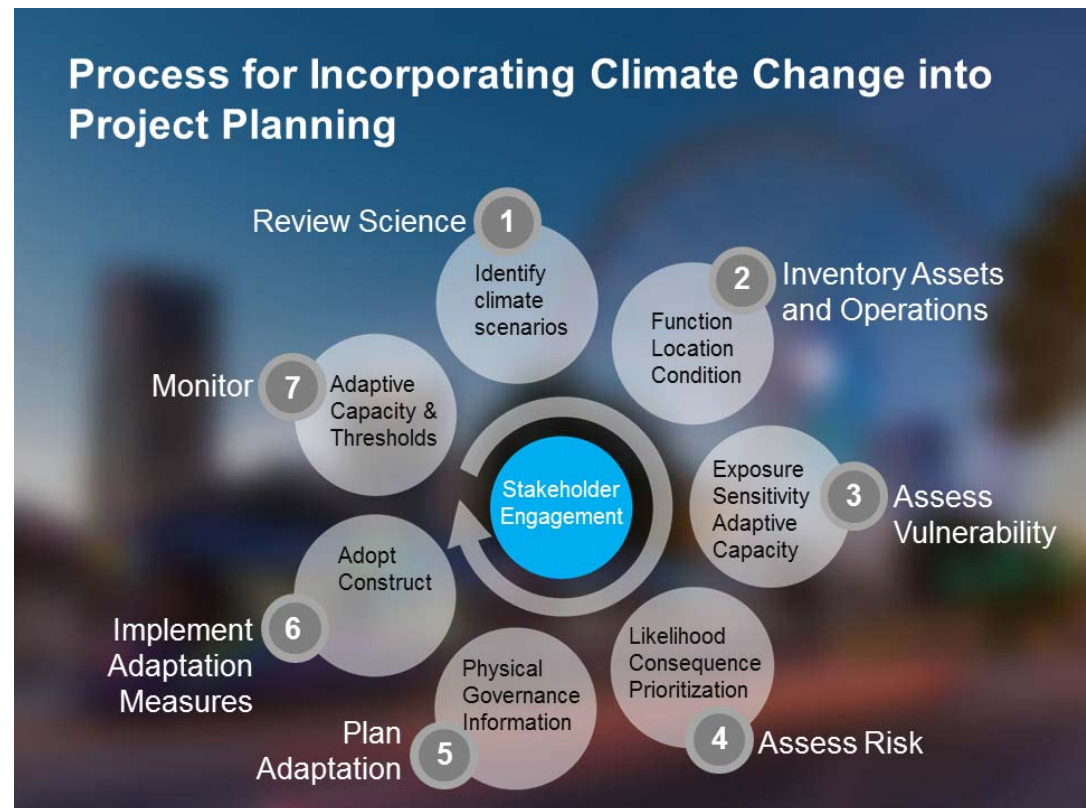 Process for Incorporating Climate Change into
Project Planning
Review Science
1
Identify
climate
scenarios
2
Inventory Assets
and Operations
Function
Location
Condition
3
Assess
Vulnerability
Exposure
Sensitivity
Adaptive
Capacity
4
Assess Risk
Likelihood
Consequence
Prioritization
5
Plan
Adaptation
Physical
Governance
Information
6
Implement
Adaptation
Measures
Adopt
Construct
7
Monitor
Adaptive
Capacity &
Thresholds
Stakeholder
Engagement